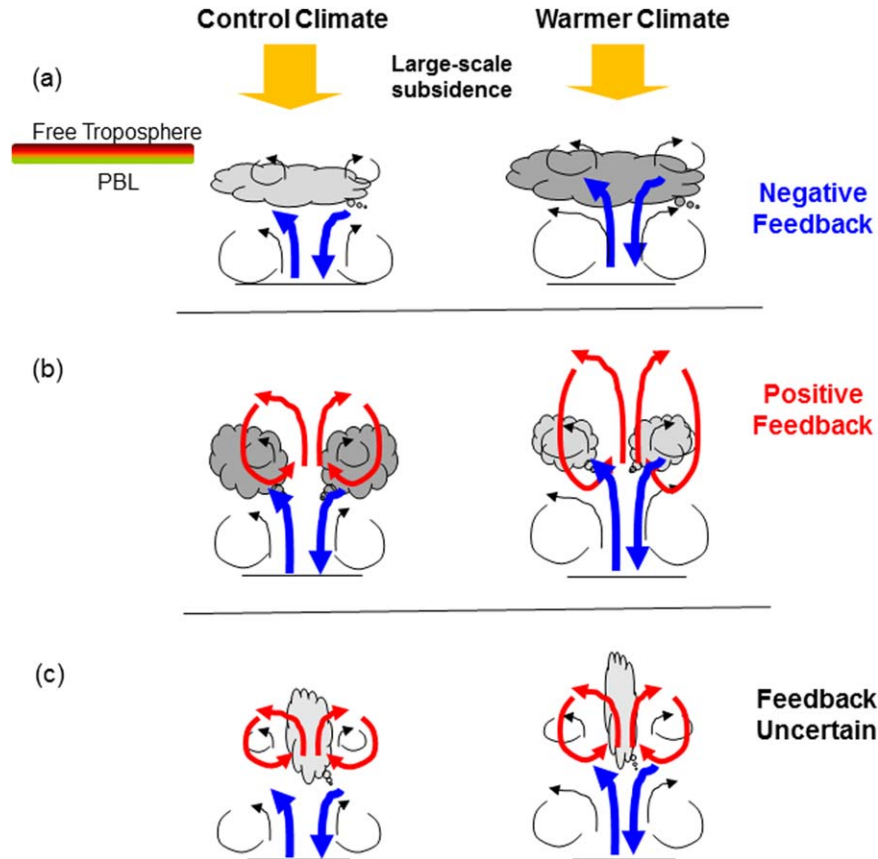 Control Climate
Warmer Climate
Large-scale
subsidence
(a)
Free Troposphere
PBL
Negative
Feedback
(b)
Positive
Feedback
(c)
Feedback
Uncertain